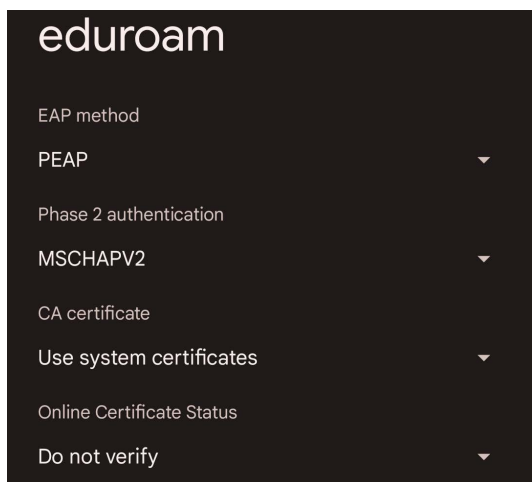 eduroam
EAP method
PEAP
Phase 2 authentication
MSCHAPV2
CA certificate
Use system certificates
Online Certificate Status
Do not verify